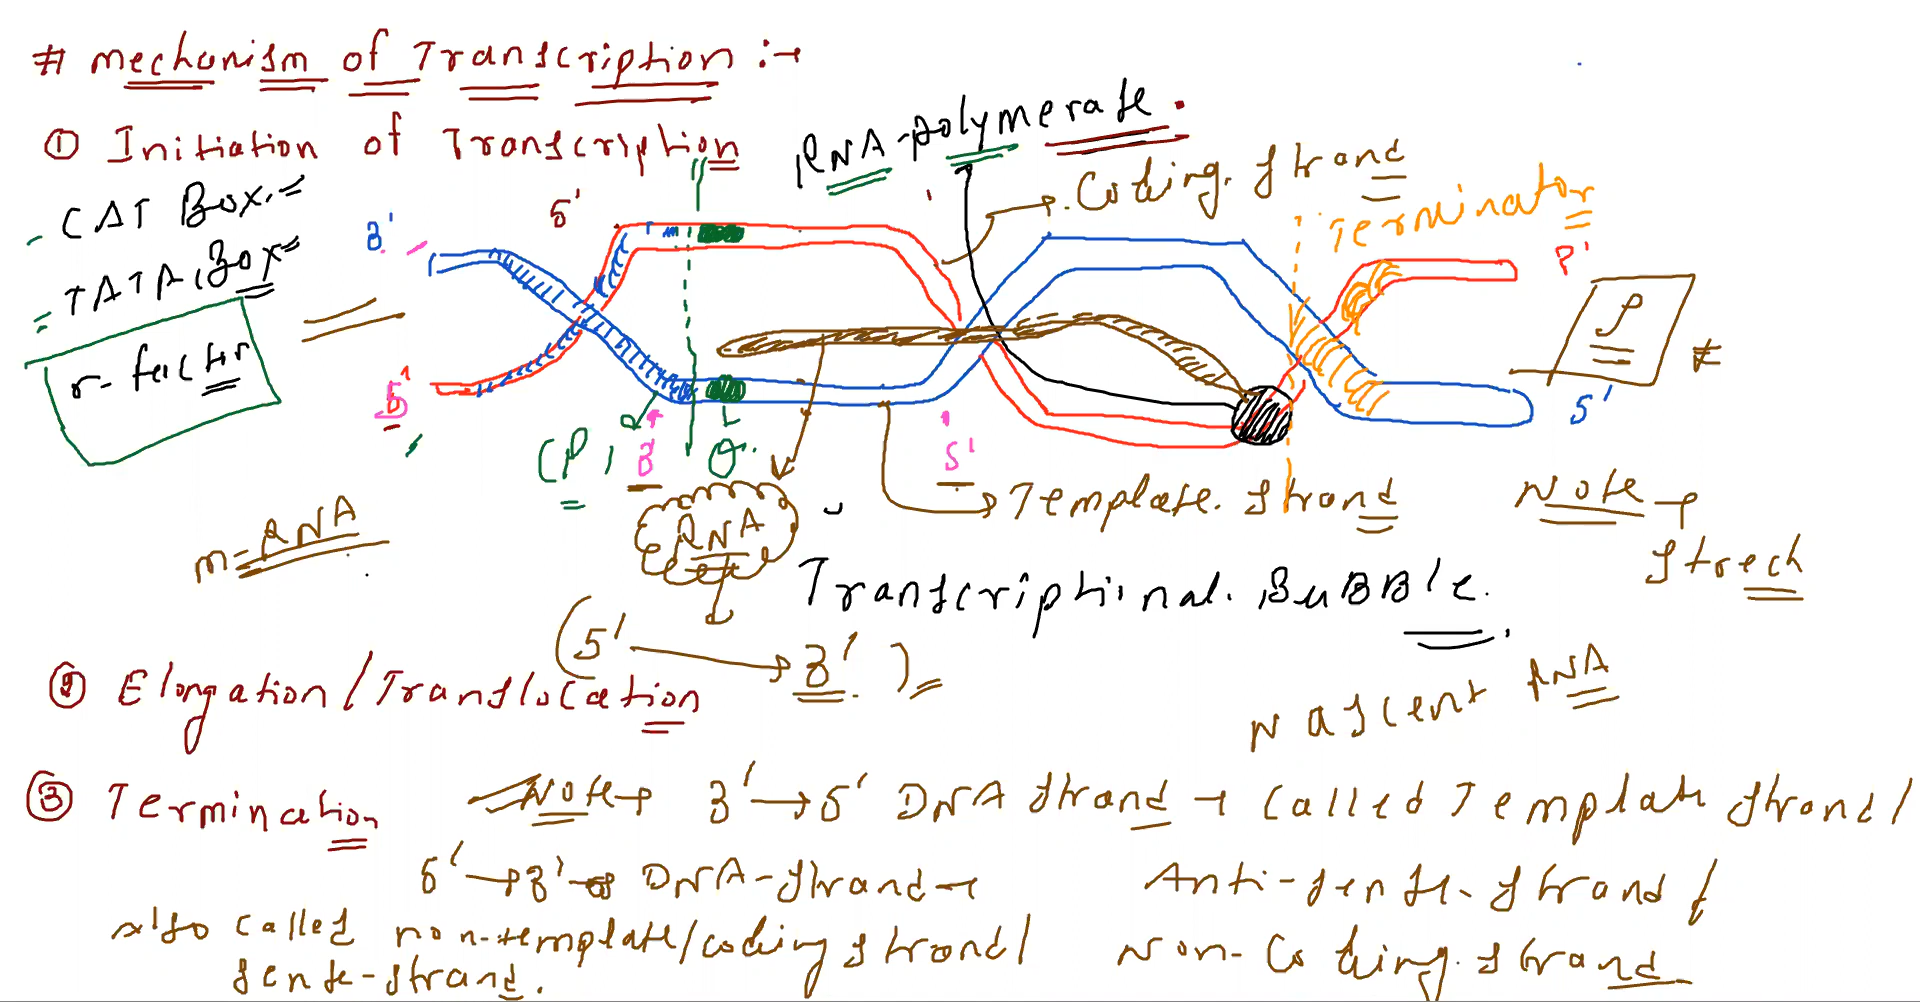 # mechanism of Transcription :→
① Initiation of Transcription
RNA-polymerase.
- CAT Box.
= TATA Box
r-factor
3'
5'
5'
Coding. strand
Terminator
5'
(P)
3
O
5'
Template. strand
RNA
m-RNA
Note →
strech
Transcriptional. BuBBle.
(5' → 3')
② Elongation/Translocation
Nascent RNA
③ Termination
Note → 3' → 5' DNA strand → called Template strand/
Anti-sense-strand /
Non-Coding. strand
5' → 3' → DNA-strand →
also called non-template/coding strand/
sense-strand.